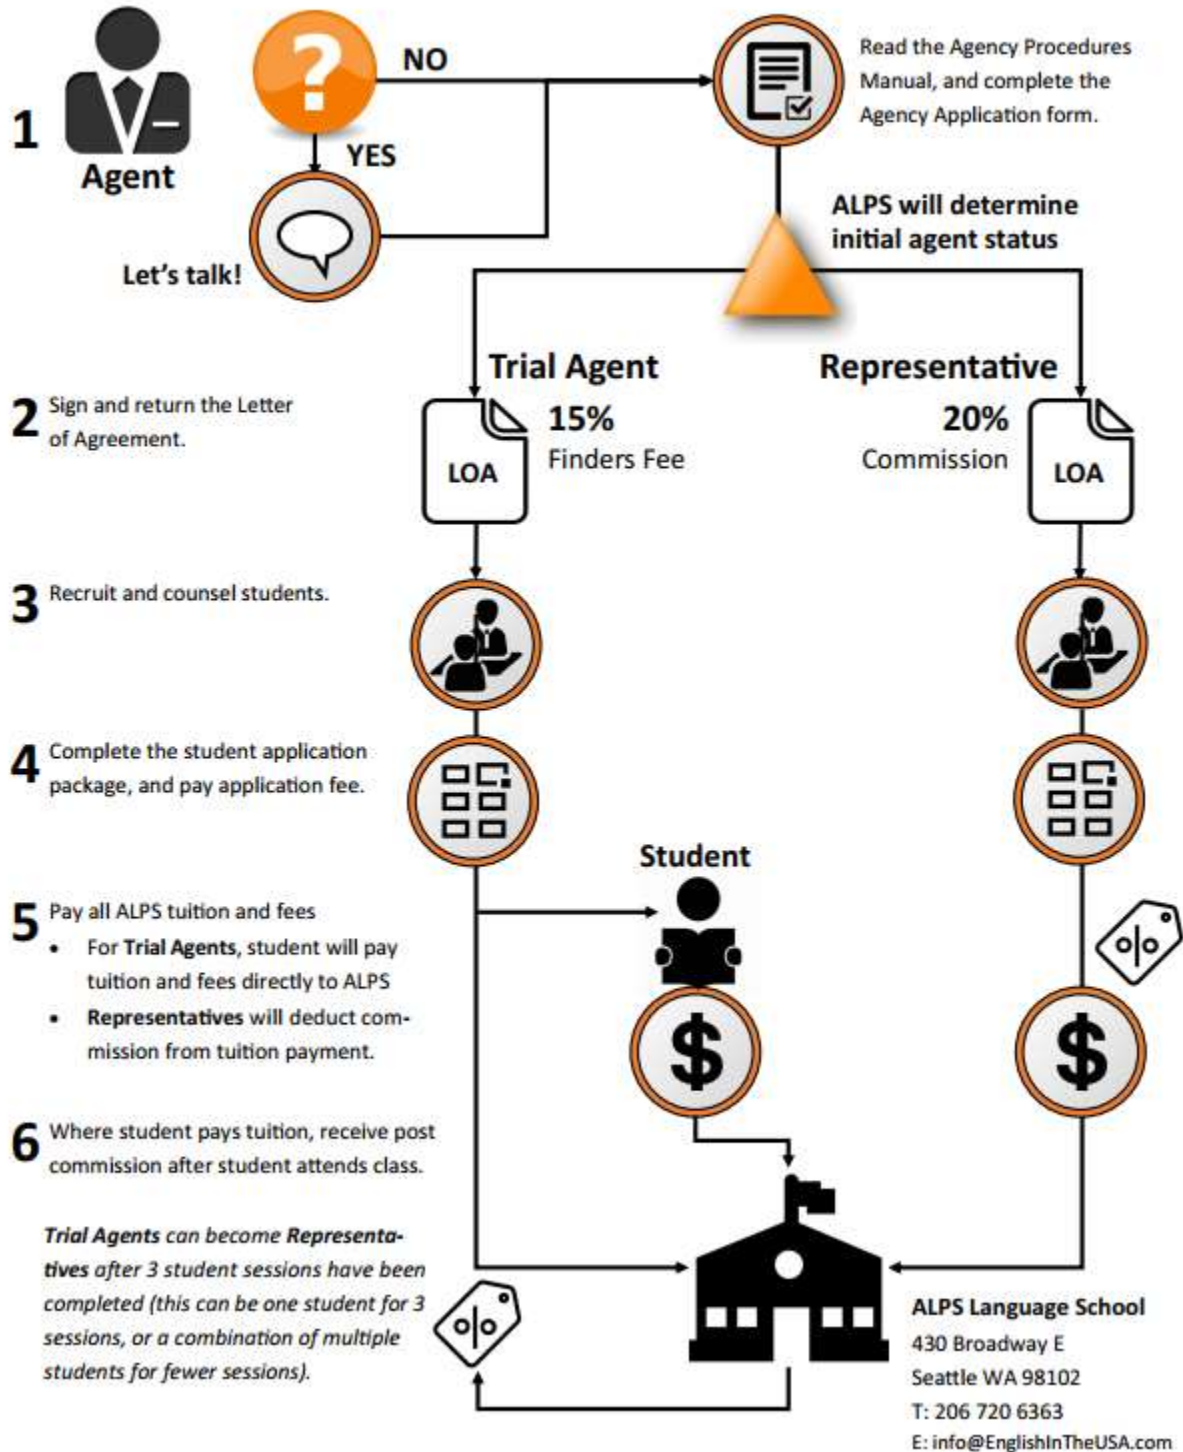 ?
NO
Read the Agency Procedures
Manual, and complete the
Agency Application form.
1
Agent
YES
Let's talk!
ALPS will determine
initial agent status
Trial Agent
15%
Finders Fee
LOA
Representative
20%
Commission
LOA
2 Sign and return the Letter
of Agreement.
3 Recruit and counsel students.
4 Complete the student application
package, and pay application fee.
Student
5 Pay all ALPS tuition and fees
• For Trial Agents, student will pay
tuition and fees directly to ALPS
• Representatives will deduct com-
mission from tuition payment.
$
$
6 Where student pays tuition, receive post
commission after student attends class.
Trial Agents can become Representa-
tives after 3 student sessions have been
completed (this can be one student for 3
sessions, or a combination of multiple
students for fewer sessions).
ALPS Language School
430 Broadway E
Seattle WA 98102
T: 206 720 6363
E: info@EnglishInTheUSA.com